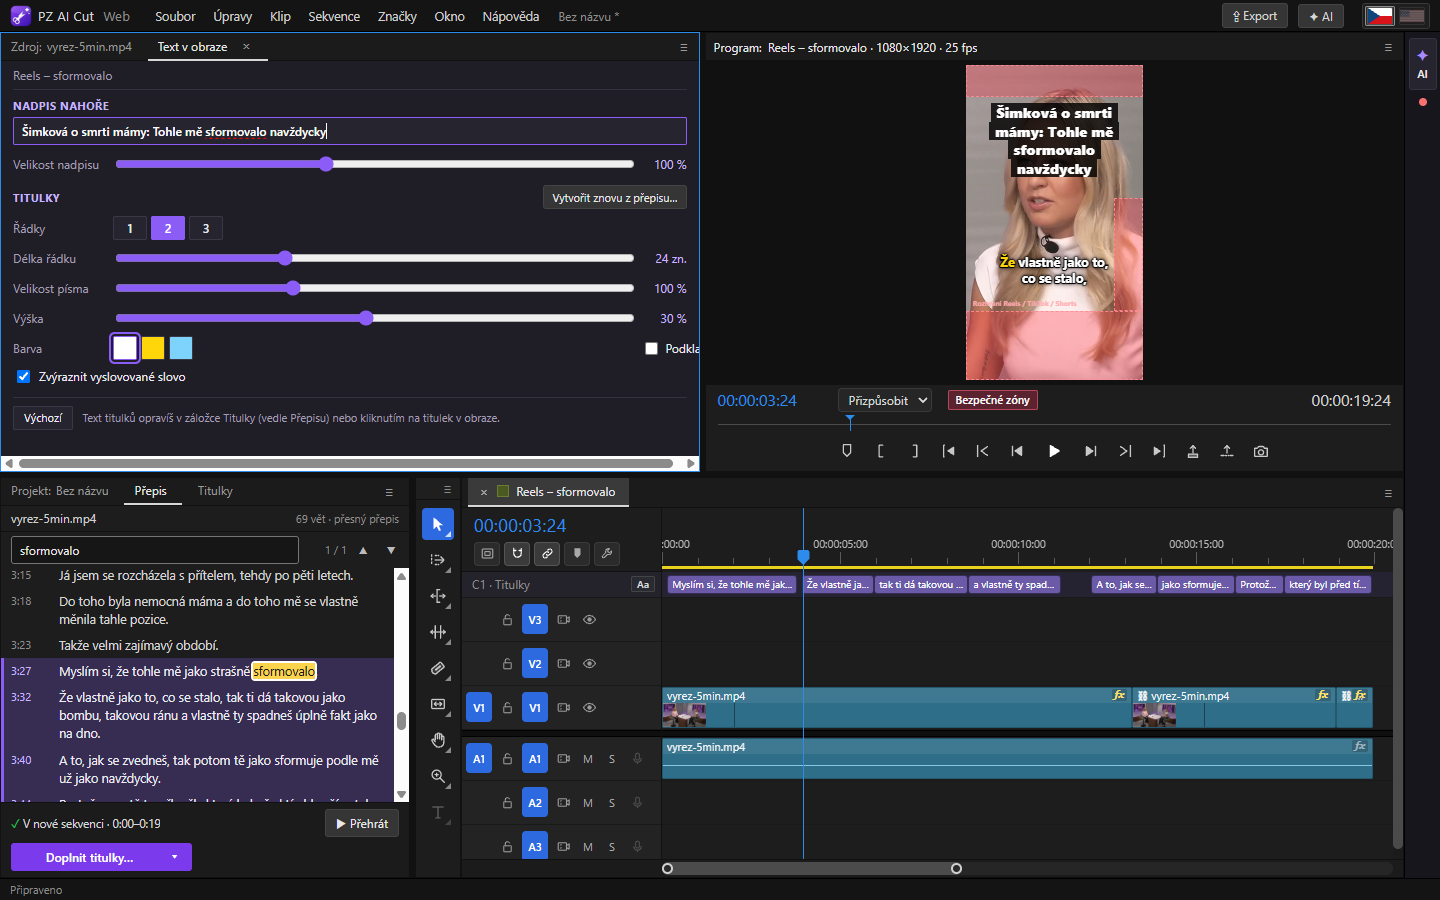 PZ AI Cut Web Soubor Úpravy Klip Sekvence Značky Okno Nápověda Bez názvu * Export AI
Zdroj: vyrez-5min.mp4 Text v obraze ×
Reels – sformovalo
NADPIS NAHOŘE
Šimková o smrti mámy: Tohle mě sformovalo navždycky
Velikost nadpisu 100 %
TITULKY Vytvořit znovu z přepisu...
Řádky 1 2 3
Délka řádku 24 zn.
Velikost písma 100 %
Výška 30 %
Barva Podkla
Zvýraznit vyslovované slovo
Výchozí Text titulků opravíš v záložce Titulky (vedle Přepisu) nebo kliknutím na titulek v obraze.
Program: Reels – sformovalo · 1080×1920 · 25 fps
AI
Šimková o smrti
mámy: Tohle mě
sformovalo
navždycky
Že vlastně jako to,
co se stalo,
00:00:03:24 Přizpůsobit Bezpečné zóny 00:00:19:24
Projekt: Bez názvu Přepis Titulky
vyrez-5min.mp4 69 vět · přesný přepis
sformovalo 1 / 1
3:15 Já jsem se rozcházela s přítelem, tehdy po pěti letech.
3:18 Do toho byla nemocná máma a do toho mě se vlastně
měnila tahle pozice.
3:23 Takže velmi zajímavý období.
3:27 Myslím si, že tohle mě jako strašně sformovalo
3:32 Že vlastně jako to, co se stalo, tak ti dá takovou jako
bombu, takovou ránu a vlastně ty spadneš úplně fakt jako
na dno.
3:40 A to, jak se zvedneš, tak potom tě jako sformuje podle mě
už jako navždycky.
✓ V nové sekvenci · 0:00–0:19 Přehrát
Doplnit titulky...
× Reels – sformovalo
00:00:03:24
:00:00 00:00:05:00 00:00:10:00 00:00:15:00 00:00:20:0
C1 · Titulky Aa Myslím si, že tohle mě jak... Že vlastně ja... tak ti dá takovou ... a vlastně ty spad... A to, jak se... jako sformuje... Protož... který byl před tí...
V3
V2
V1 V1 vyrez-5min.mp4 fx vyrez-5min.mp4 fx fx
A1 A1 M S vyrez-5min.mp4 fx
A2 M S
A3 M S
Připraveno